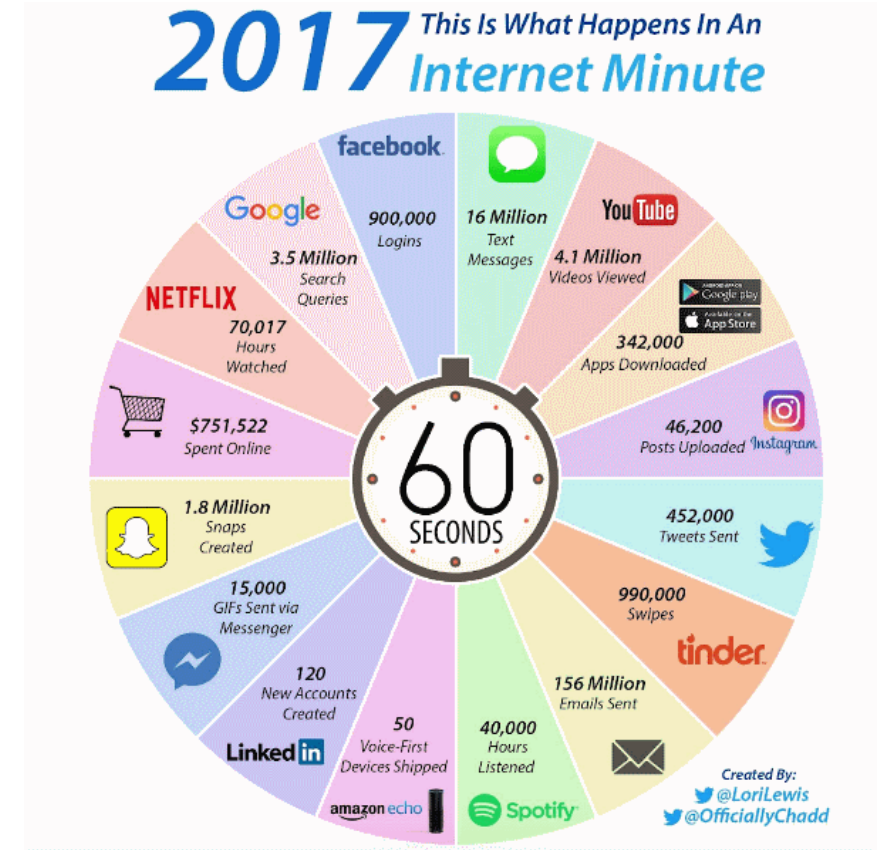 2017
This Is What Happens In An
Internet Minute
facebook
900,000
Logins
16 Million
Text
Messages
YouTube
4.1 Million
Videos Viewed
ANDROID APP ON
Google play
Available on the
App Store
342,000
Apps Downloaded
46,200
Posts Uploaded
Instagram
452,000
Tweets Sent
990,000
Swipes
tinder
156 Million
Emails Sent
40,000
Hours
Listened
Spotify
50
Voice-First
Devices Shipped
amazon echo
120
New Accounts
Created
Linked in
15,000
GIFs Sent via
Messenger
1.8 Million
Snaps
Created
$751,522
Spent Online
NETFLIX
70,017
Hours
Watched
Google
3.5 Million
Search
Queries
60
SECONDS
Created By:
@LoriLewis
@OfficiallyChadd